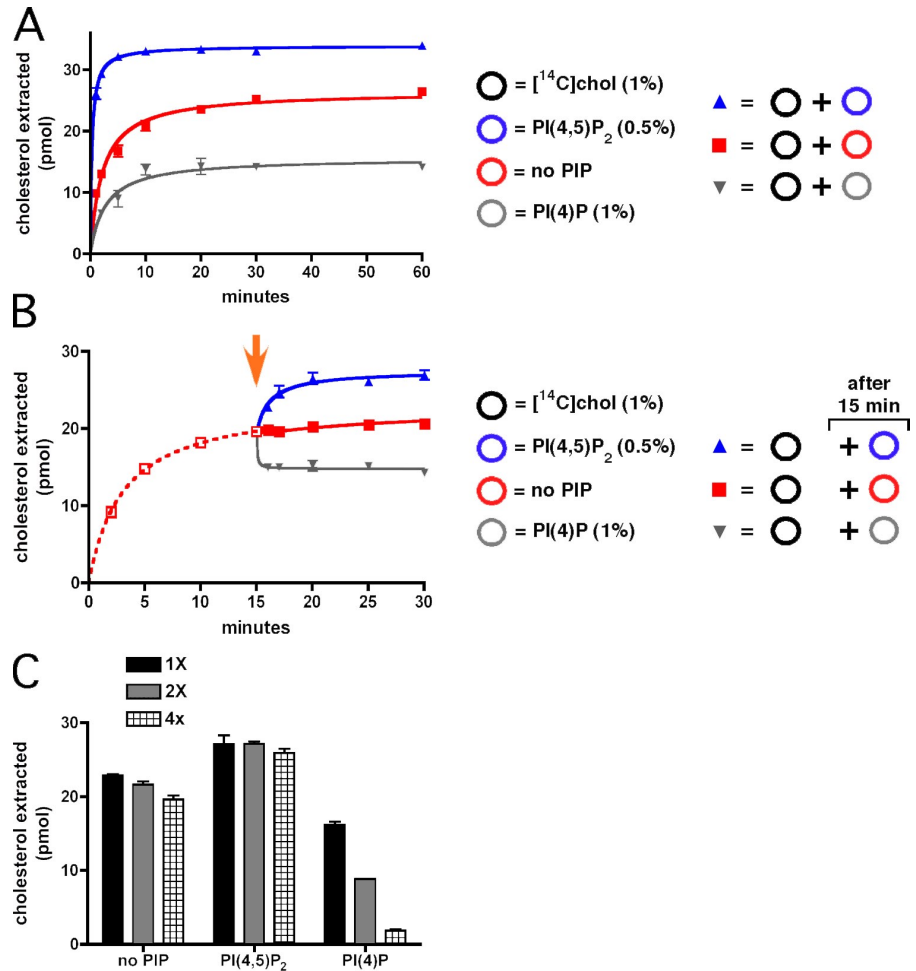 A
cholesterol extracted
(pmol)
30
20
10
0
0 10 20 30 40 50 60
minutes
= [¹⁴C]chol (1%)
= PI(4,5)P₂ (0.5%)
= no PIP
= PI(4)P (1%)
= +
= +
= +
B
cholesterol extracted
(pmol)
30
20
10
0
0 5 10 15 20 25 30
minutes
= [¹⁴C]chol (1%)
= PI(4,5)P₂ (0.5%)
= no PIP
= PI(4)P (1%)
after
15 min
= +
= +
= +
C
1X
2X
4x
cholesterol extracted
(pmol)
30
20
10
0
no PIP PI(4,5)P₂ PI(4)P